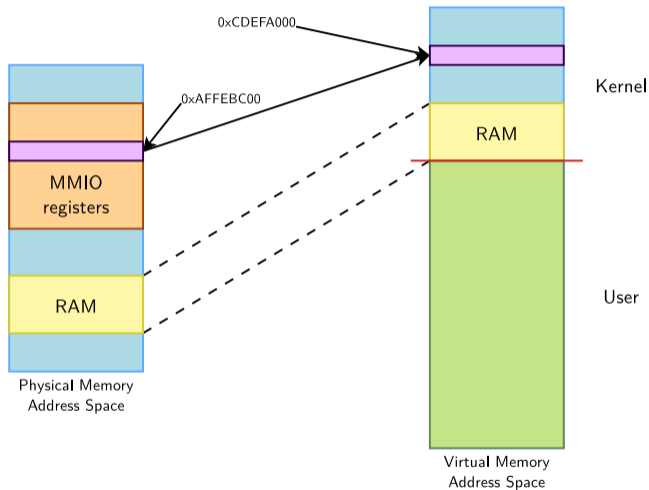 0xCDEFA000
0xAFFEBC00
Kernel
RAM
MMIO
registers
RAM
User
Physical Memory
Address Space
Virtual Memory
Address Space